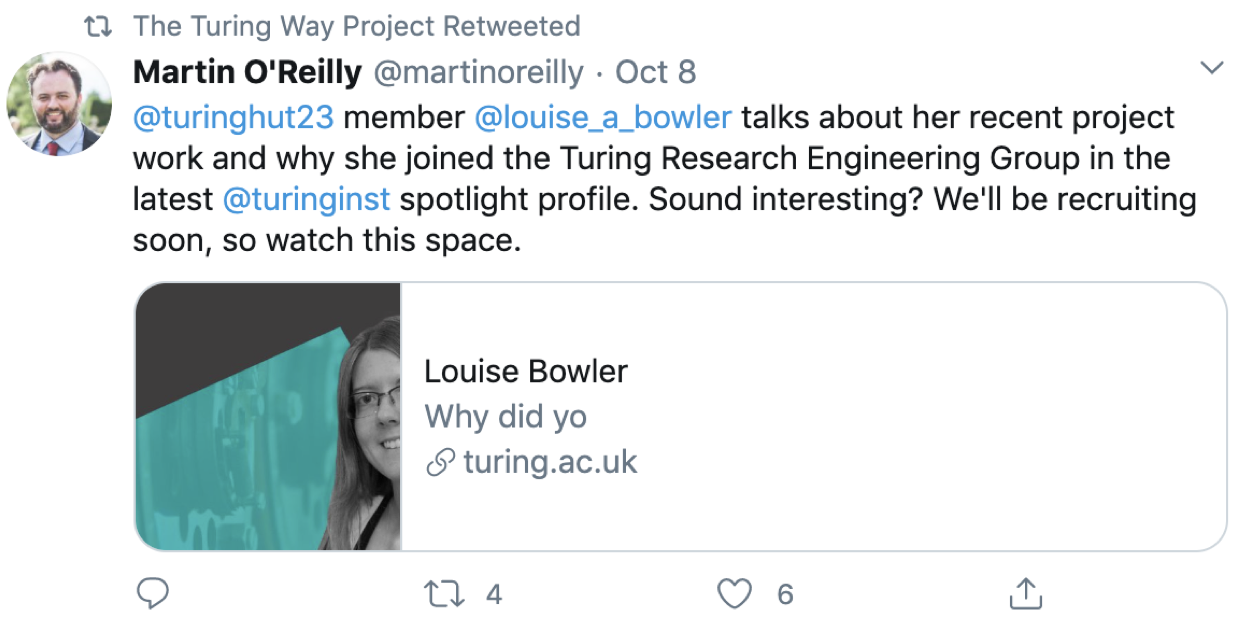 The Turing Way Project Retweeted
Martin O'Reilly @martinoreilly · Oct 8
@turinghut23 member @louise_a_bowler talks about her recent project
work and why she joined the Turing Research Engineering Group in the
latest @turinginst spotlight profile. Sound interesting? We'll be recruiting
soon, so watch this space.
Louise Bowler
Why did yo
turing.ac.uk
4 6